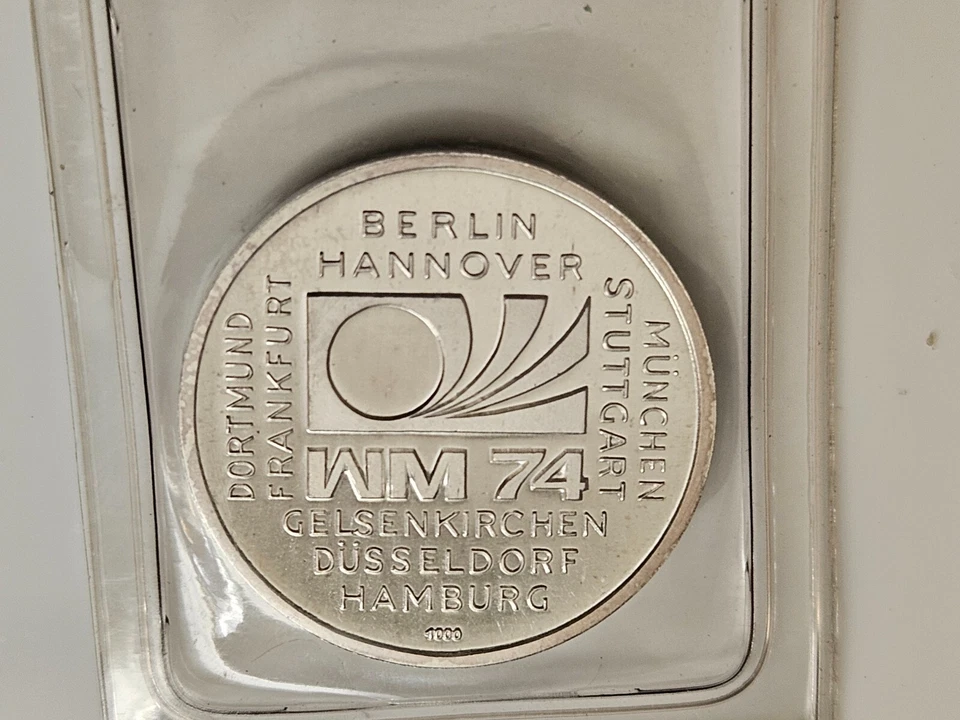 BERLIN
HANNOVER
DORTMUND
FRANKFURT
STUTTGART
MÜNCHEN
WM 74
GELSENKIRCHEN
DÜSSELDORF
HAMBURG
1000